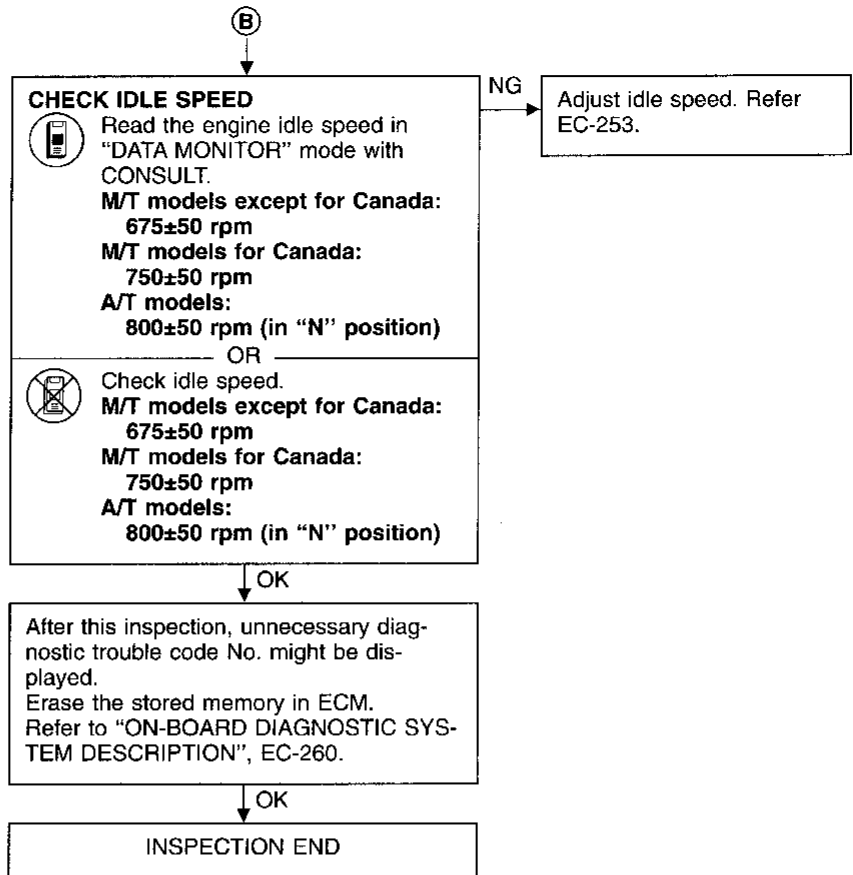 B
CHECK IDLE SPEED
Read the engine idle speed in
"DATA MONITOR" mode with
CONSULT.
M/T models except for Canada:
675±50 rpm
M/T models for Canada:
750±50 rpm
A/T models:
800±50 rpm (in "N" position)
NG
Adjust idle speed. Refer
EC-253.
OR
Check idle speed.
M/T models except for Canada:
675±50 rpm
M/T models for Canada:
750±50 rpm
A/T models:
800±50 rpm (in "N" position)
OK
After this inspection, unnecessary diag-
nostic trouble code No. might be dis-
played.
Erase the stored memory in ECM.
Refer to "ON-BOARD DIAGNOSTIC SYS-
TEM DESCRIPTION", EC-260.
OK
INSPECTION END